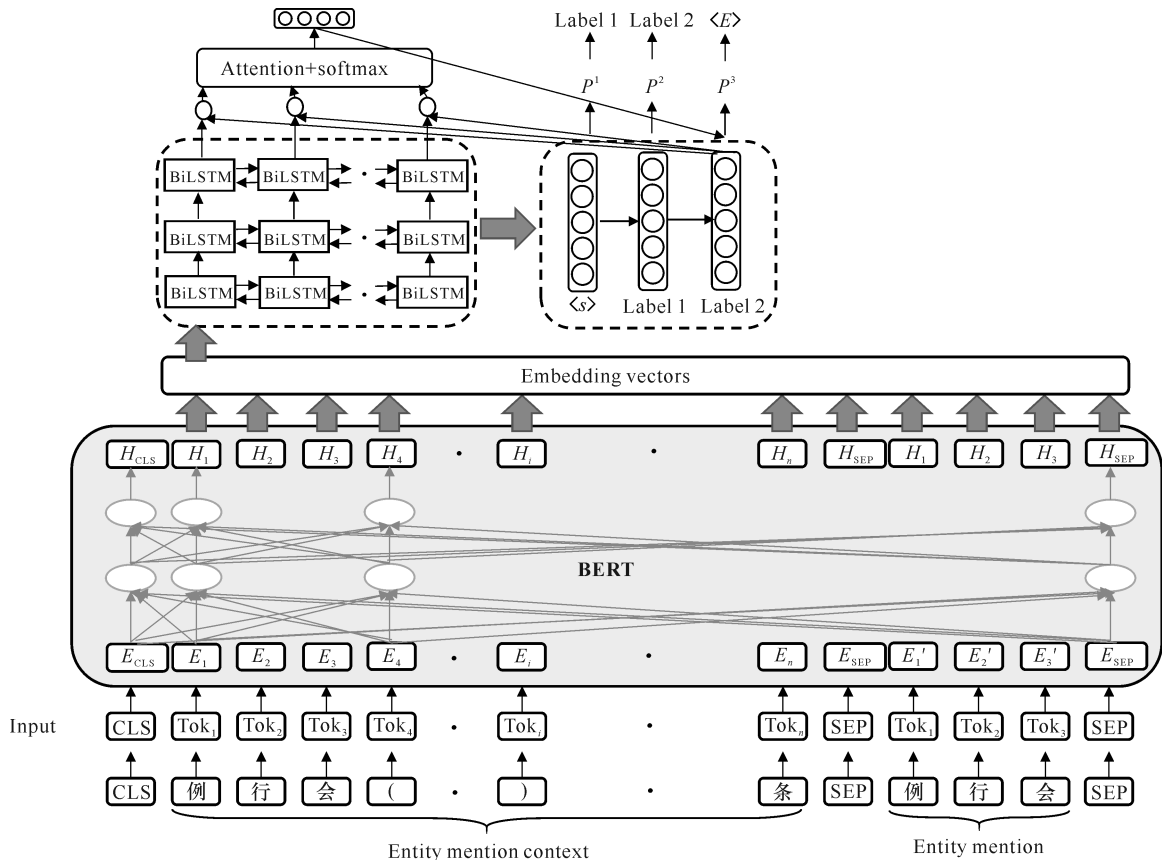 Label 1 Label 2 ⟨E⟩
Attention+softmax
P¹ P² P³
BiLSTM BiLSTM · BiLSTM
BiLSTM BiLSTM · BiLSTM
BiLSTM BiLSTM · BiLSTM
⟨s⟩ Label 1 Label 2
Embedding vectors
H_CLS H₁ H₂ H₃ H₄ · H_i · H_n H_SEP H₁ H₂ H₃ H_SEP
BERT
E_CLS E₁ E₂ E₃ E₄ · E_i · E_n E_SEP E₁' E₂' E₃' E_SEP
Input CLS Tok₁ Tok₂ Tok₃ Tok₄ · Tok_i · Tok_n SEP Tok₁ Tok₂ Tok₃ SEP
CLS 例 行 会 ( · ) · 条 SEP 例 行 会 SEP
Entity mention context Entity mention